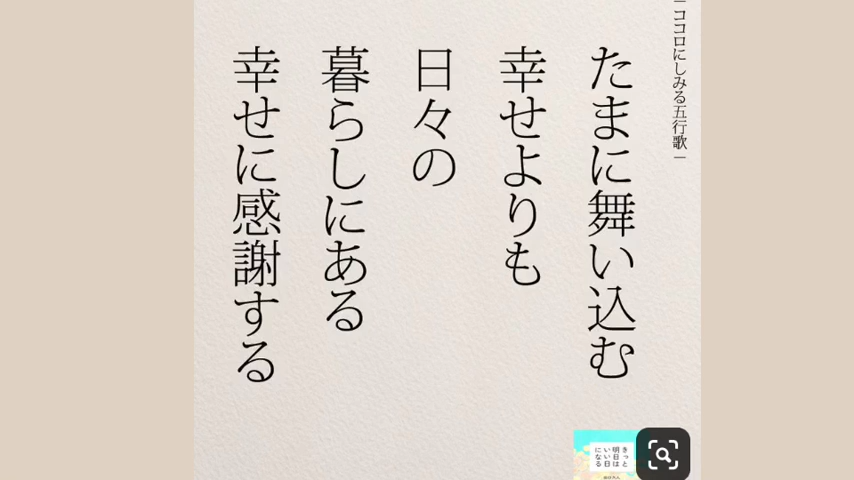 ―ココロにしみる五行歌―
たまに舞い込む
幸せよりも
日々の
暮らしにある
幸せに感謝する
きっと
明日は
いい日
になる